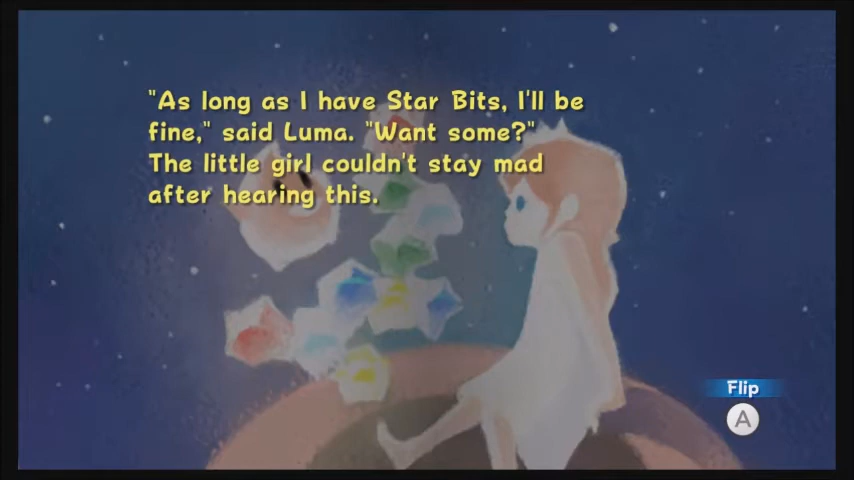 "As long as I have Star Bits, I'll be
fine," said Luma. "Want some?"
The little girl couldn't stay mad
after hearing this.
Flip
A